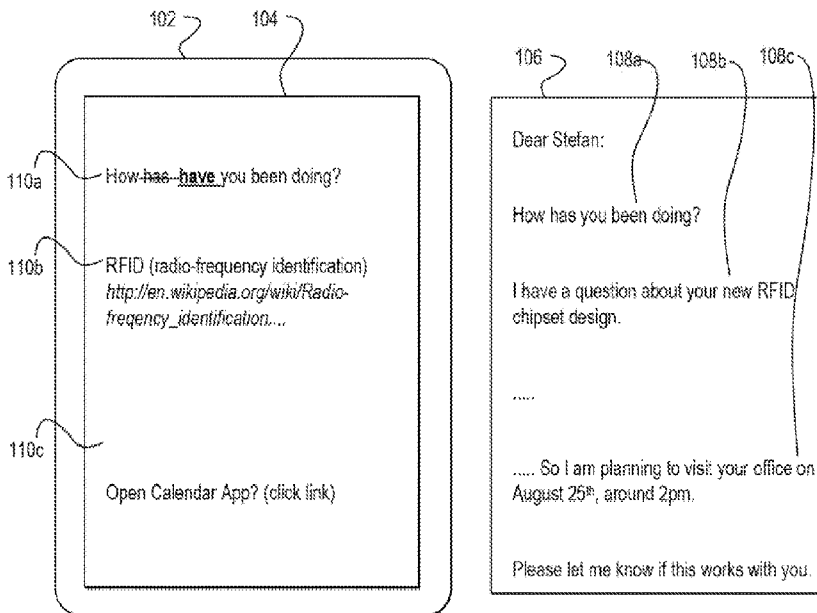 102
104
110a
How has have you been doing?
110b
RFID (radio-frequency identification)
http://en.wikipedia.org/wiki/Radio-
freqency_identification....
110c
Open Calendar App? (click link)
106
108a
108b
108c
Dear Stefan:
How has you been doing?
I have a question about your new RFID
chipset design.
.....
..... So I am planning to visit your office on
August 25th, around 2pm.
Please let me know if this works with you.